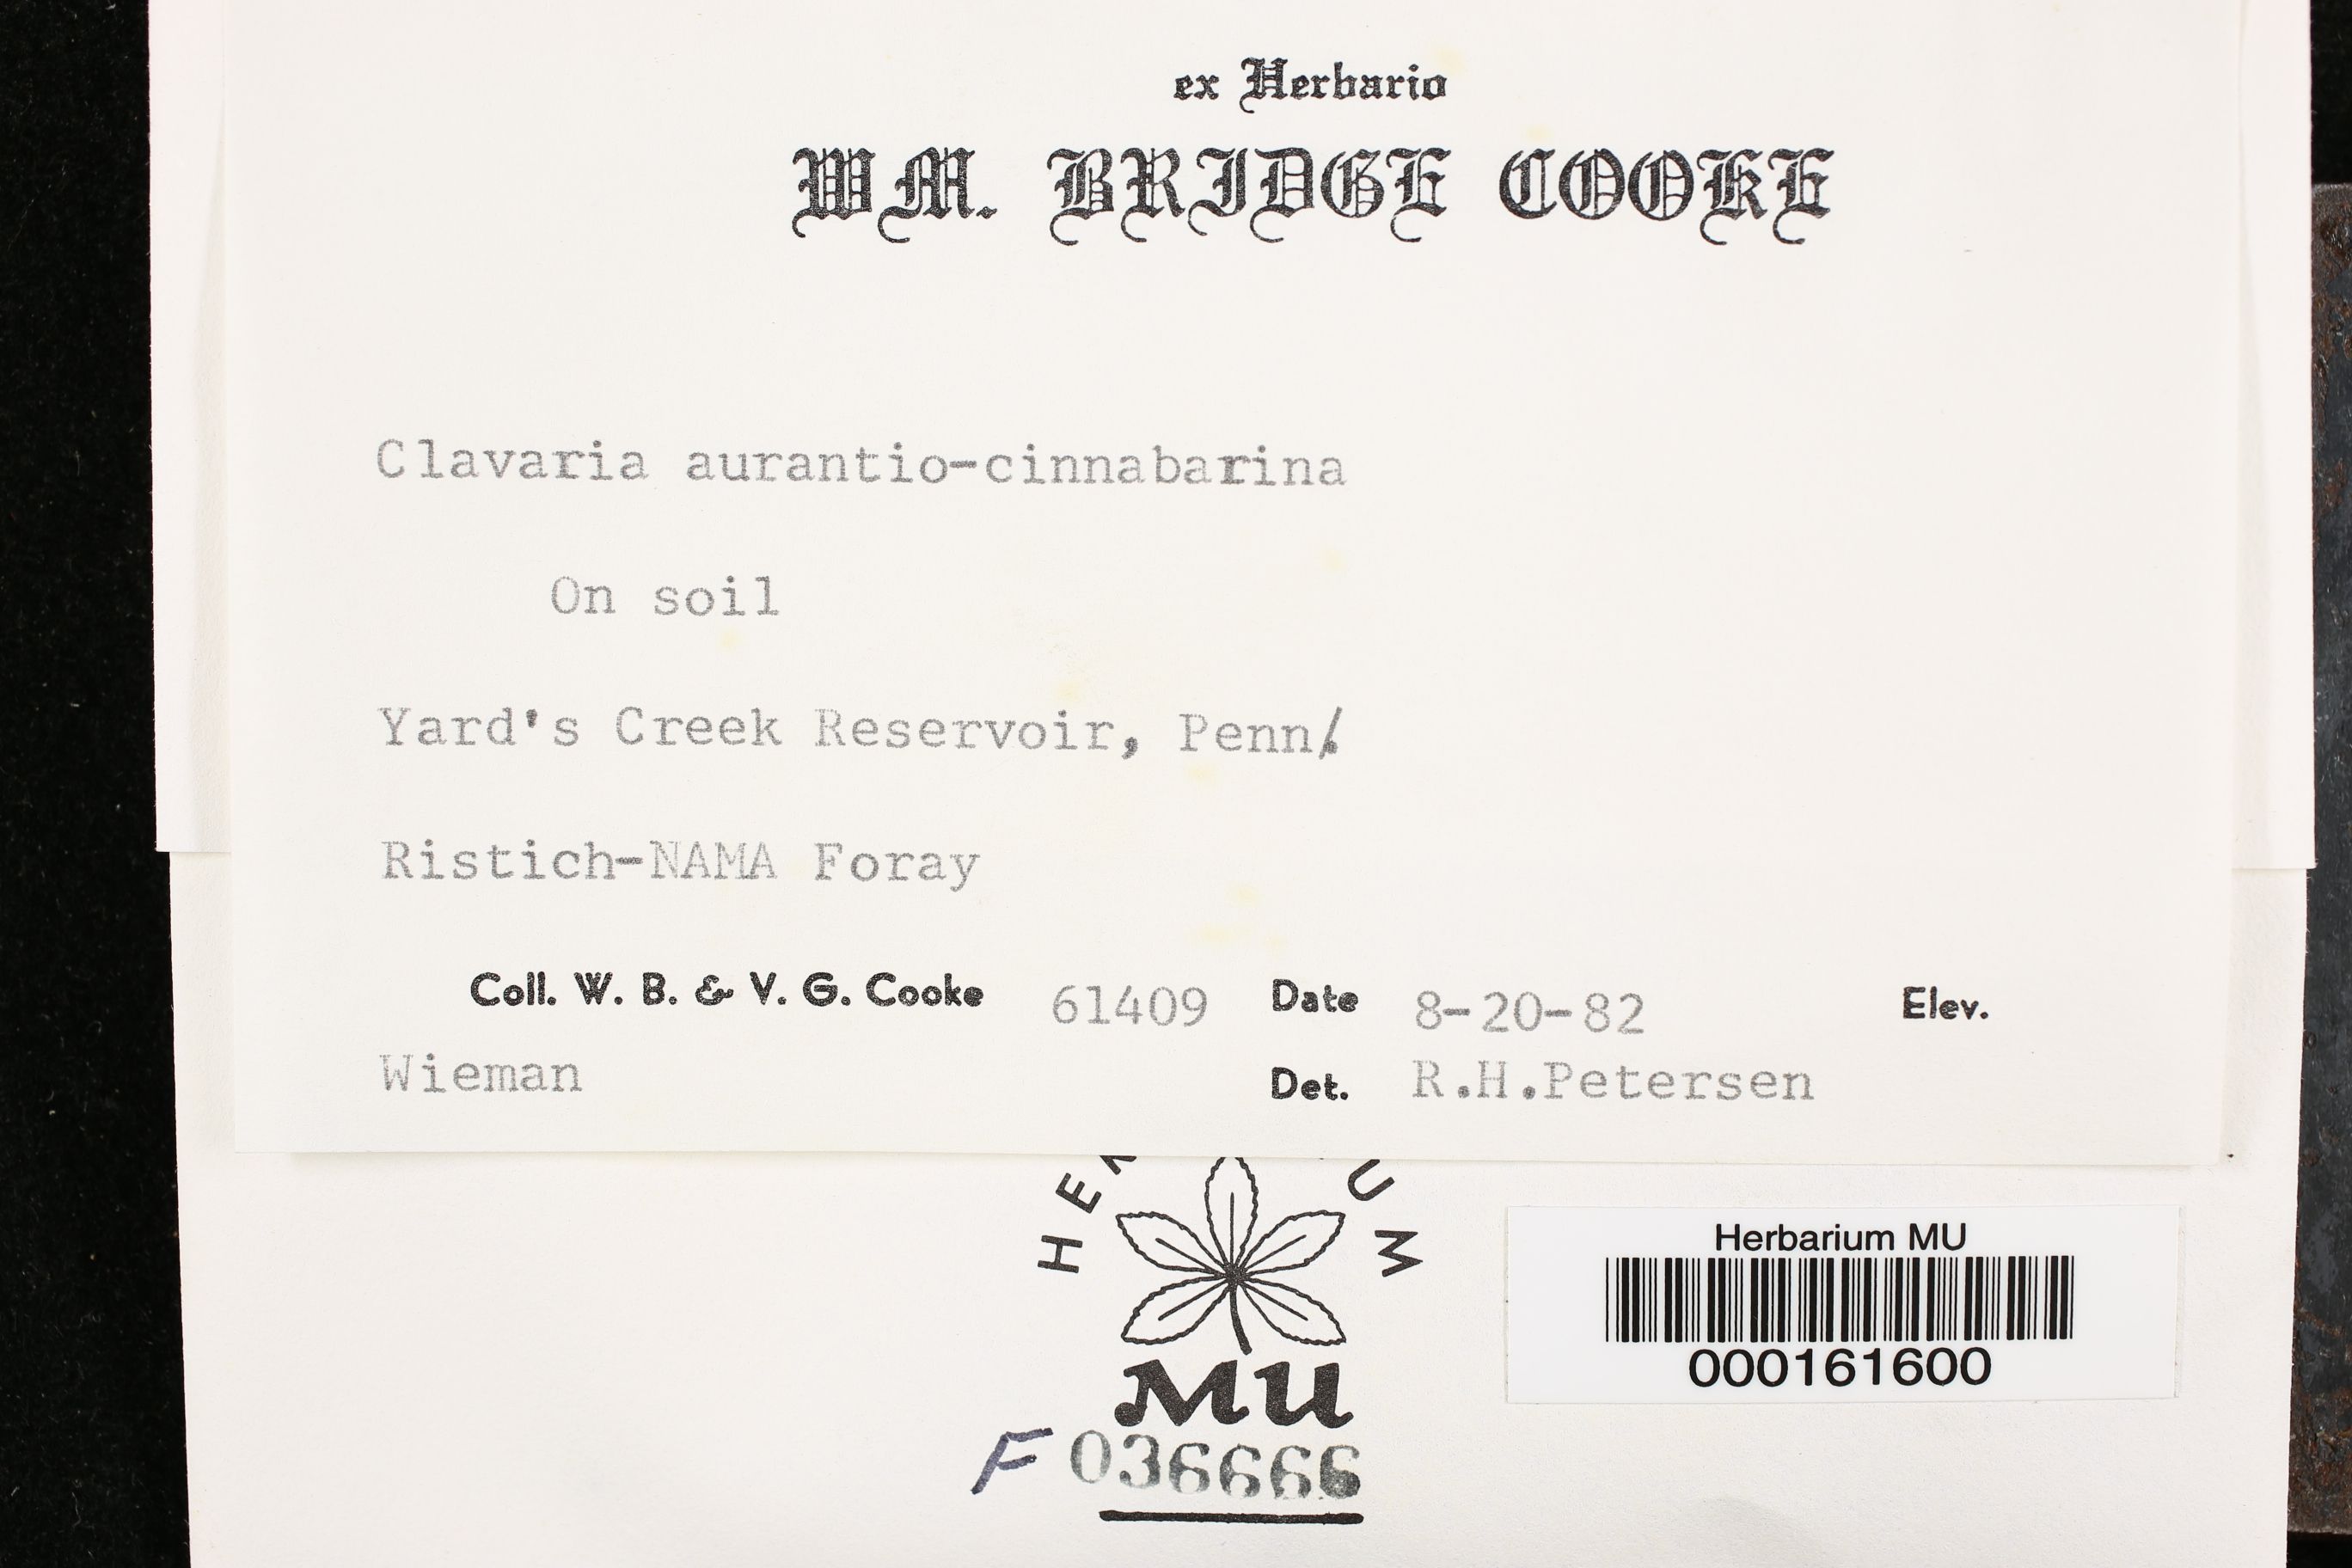 ex Herbario
WM. BRIDGE COOKE
Clavaria aurantio-cinnabarina
On soil
Yard's Creek Reservoir, Penn.
Ristich-NAMA Foray
Coll. W. B. & V. G. Cooke 61409 Date 8-20-82 Elev.
Wieman Det. R.H.Petersen
MU
F 036666
Herbarium MU
000161600